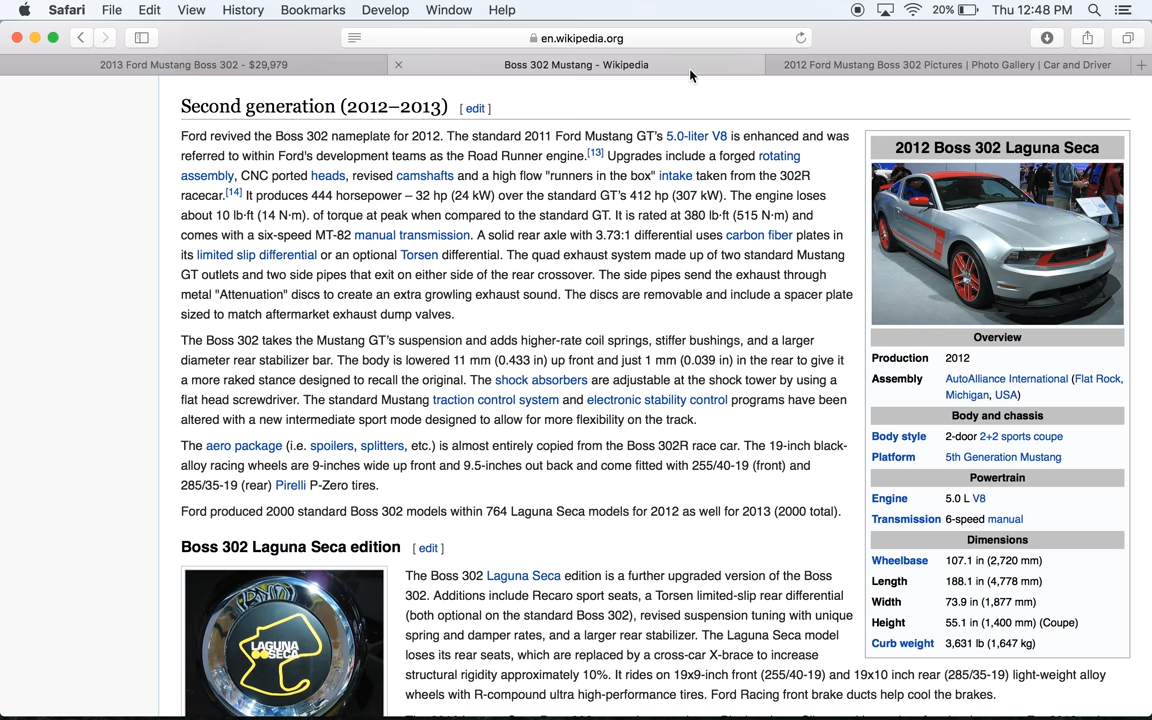 Safari File Edit View History Bookmarks Develop Window Help 20% Thu 12:48 PM
en.wikipedia.org
2013 Ford Mustang Boss 302 - $29,979
Boss 302 Mustang - Wikipedia
2012 Ford Mustang Boss 302 Pictures | Photo Gallery | Car and Driver
Second generation (2012–2013) [ edit ]
Ford revived the Boss 302 nameplate for 2012. The standard 2011 Ford Mustang GT's 5.0-liter V8 is enhanced and was
referred to within Ford's development teams as the Road Runner engine.[13] Upgrades include a forged rotating
assembly, CNC ported heads, revised camshafts and a high flow "runners in the box" intake taken from the 302R
racecar.[14] It produces 444 horsepower – 32 hp (24 kW) over the standard GT's 412 hp (307 kW). The engine loses
about 10 lb·ft (14 N·m). of torque at peak when compared to the standard GT. It is rated at 380 lb·ft (515 N·m) and
comes with a six-speed MT-82 manual transmission. A solid rear axle with 3.73:1 differential uses carbon fiber plates in
its limited slip differential or an optional Torsen differential. The quad exhaust system made up of two standard Mustang
GT outlets and two side pipes that exit on either side of the rear crossover. The side pipes send the exhaust through
metal "Attenuation" discs to create an extra growling exhaust sound. The discs are removable and include a spacer plate
sized to match aftermarket exhaust dump valves.
The Boss 302 takes the Mustang GT's suspension and adds higher-rate coil springs, stiffer bushings, and a larger
diameter rear stabilizer bar. The body is lowered 11 mm (0.433 in) up front and just 1 mm (0.039 in) in the rear to give it
a more raked stance designed to recall the original. The shock absorbers are adjustable at the shock tower by using a
flat head screwdriver. The standard Mustang traction control system and electronic stability control programs have been
altered with a new intermediate sport mode designed to allow for more flexibility on the track.
The aero package (i.e. spoilers, splitters, etc.) is almost entirely copied from the Boss 302R race car. The 19-inch black-
alloy racing wheels are 9-inches wide up front and 9.5-inches out back and come fitted with 255/40-19 (front) and
285/35-19 (rear) Pirelli P-Zero tires.
Ford produced 2000 standard Boss 302 models within 764 Laguna Seca models for 2012 as well for 2013 (2000 total).
2012 Boss 302 Laguna Seca
Overview
Production 2012
Assembly AutoAlliance International (Flat Rock,
Michigan, USA)
Body and chassis
Body style 2-door 2+2 sports coupe
Platform 5th Generation Mustang
Powertrain
Engine 5.0 L V8
Transmission 6-speed manual
Dimensions
Wheelbase 107.1 in (2,720 mm)
Length 188.1 in (4,778 mm)
Width 73.9 in (1,877 mm)
Height 55.1 in (1,400 mm) (Coupe)
Curb weight 3,631 lb (1,647 kg)
Boss 302 Laguna Seca edition [ edit ]
LAGUNA
SECA
The Boss 302 Laguna Seca edition is a further upgraded version of the Boss
302. Additions include Recaro sport seats, a Torsen limited-slip rear differential
(both optional on the standard Boss 302), revised suspension tuning with unique
spring and damper rates, and a larger rear stabilizer. The Laguna Seca model
loses its rear seats, which are replaced by a cross-car X-brace to increase
structural rigidity approximately 10%. It rides on 19x9-inch front (255/40-19) and 19x10 inch rear (285/35-19) light-weight alloy
wheels with R-compound ultra high-performance tires. Ford Racing front brake ducts help cool the brakes.